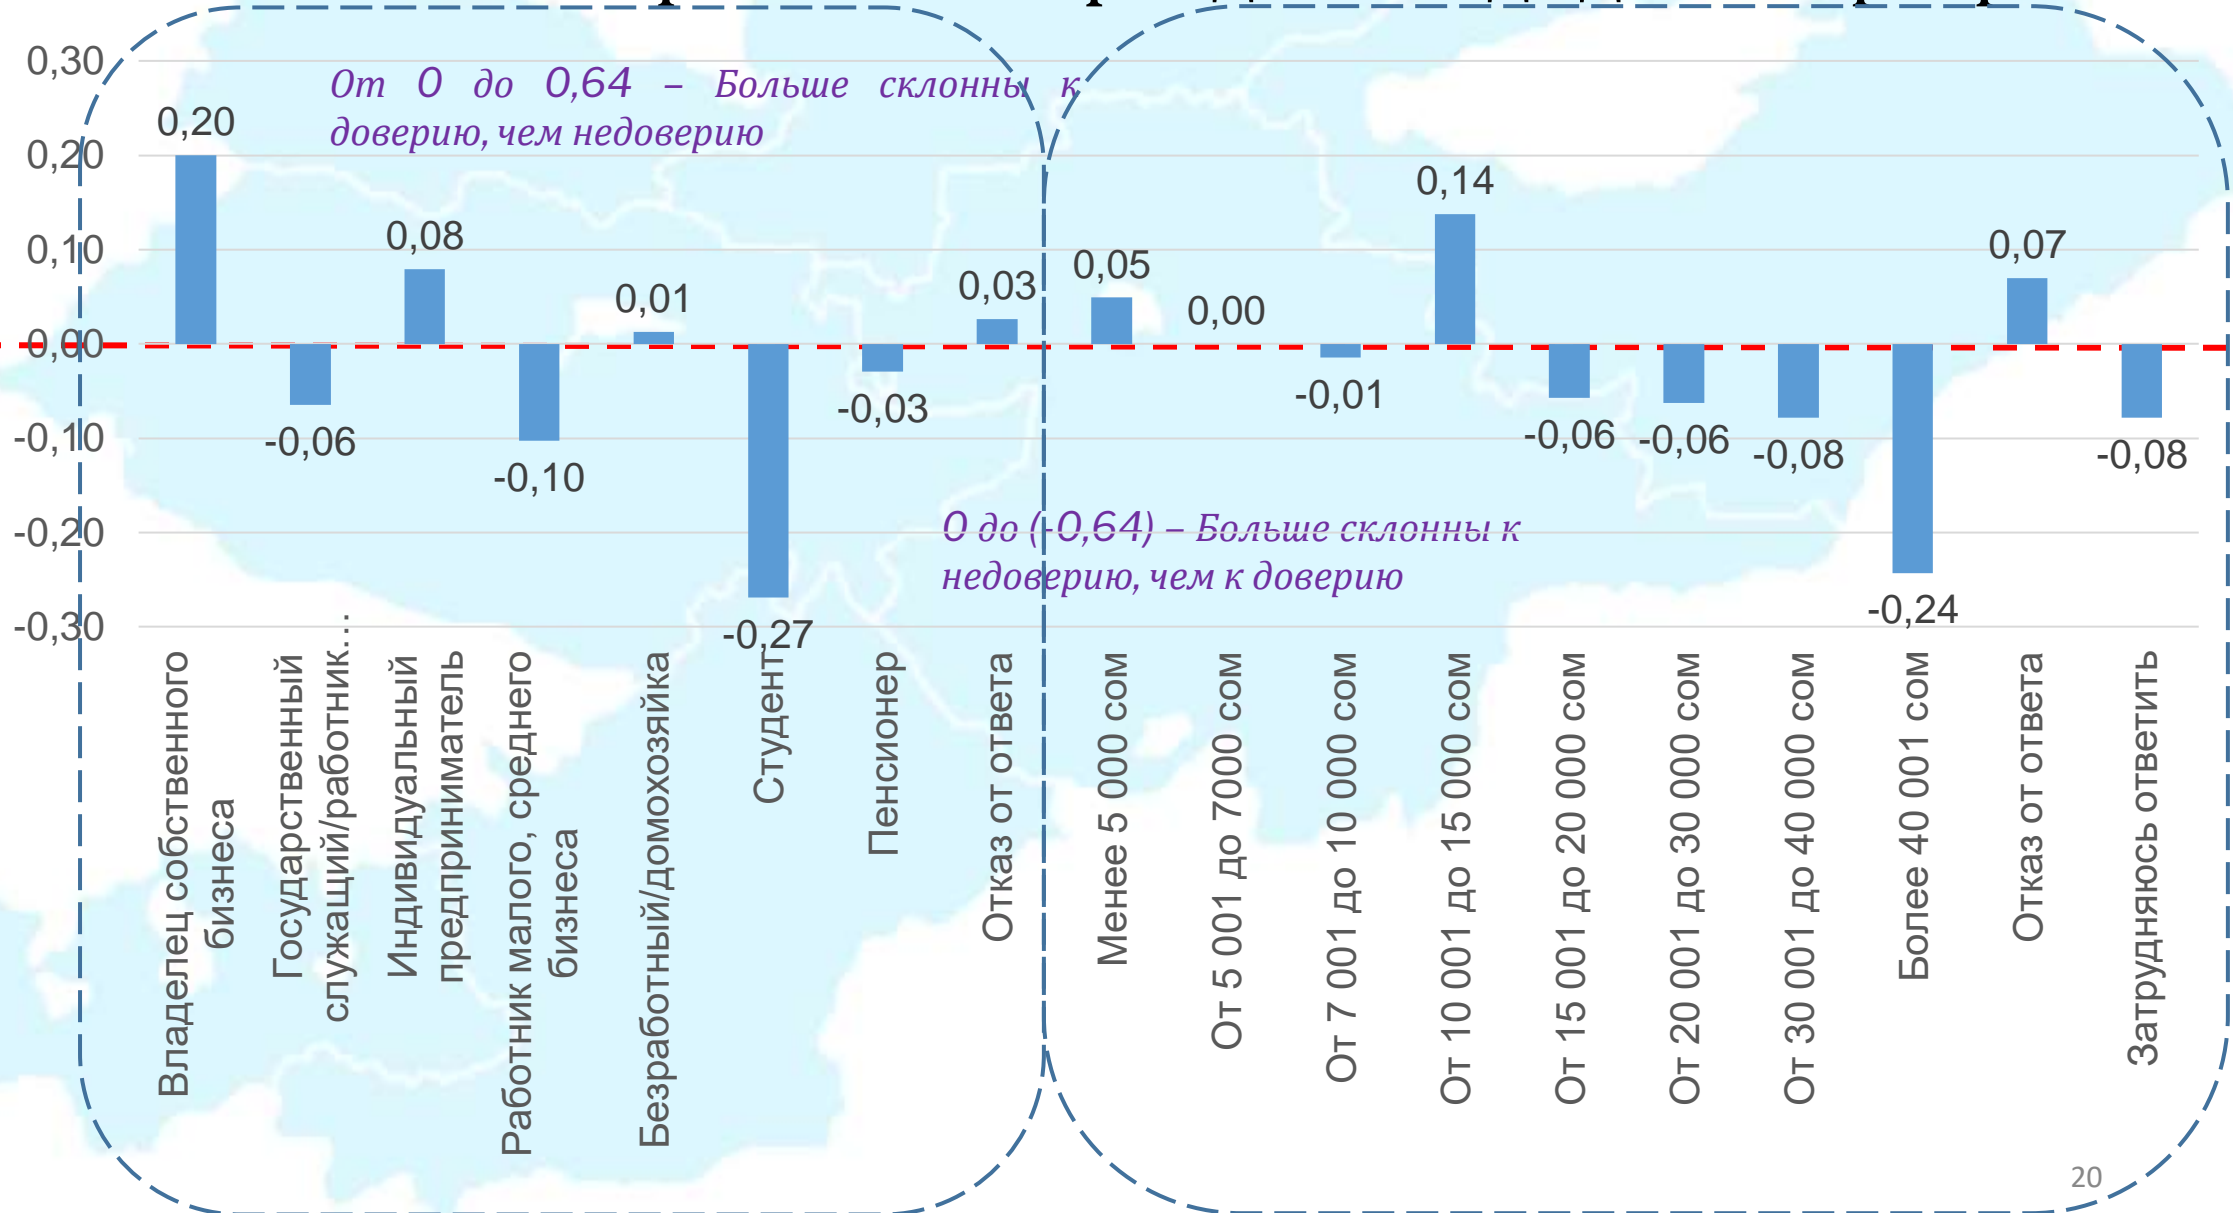 0,30
0,20
0,10
0,00
-0,10
-0,20
-0,30
От 0 до 0,64 – Больше склонны к
доверию, чем недоверию
0 до (-0,64) – Больше склонны к
недоверию, чем к доверию
0,20
-0,06
0,08
-0,10
0,01
-0,27
-0,03
0,03
0,05
0,00
-0,01
0,14
-0,06
-0,06
-0,08
-0,24
0,07
-0,08
Владелец собственного
бизнеса
Государственный
служащий/работник…
Индивидуальный
предприниматель
Работник малого, среднего
бизнеса
Безработный/домохозяйка
Студент
Пенсионер
Отказ от ответа
Менее 5 000 сом
От 5 001 до 7000 сом
От 7 001 до 10 000 сом
От 10 001 до 15 000 сом
От 15 001 до 20 000 сом
От 20 001 до 30 000 сом
От 30 001 до 40 000 сом
Более 40 001 сом
Отказ от ответа
Затрудняюсь ответить
20